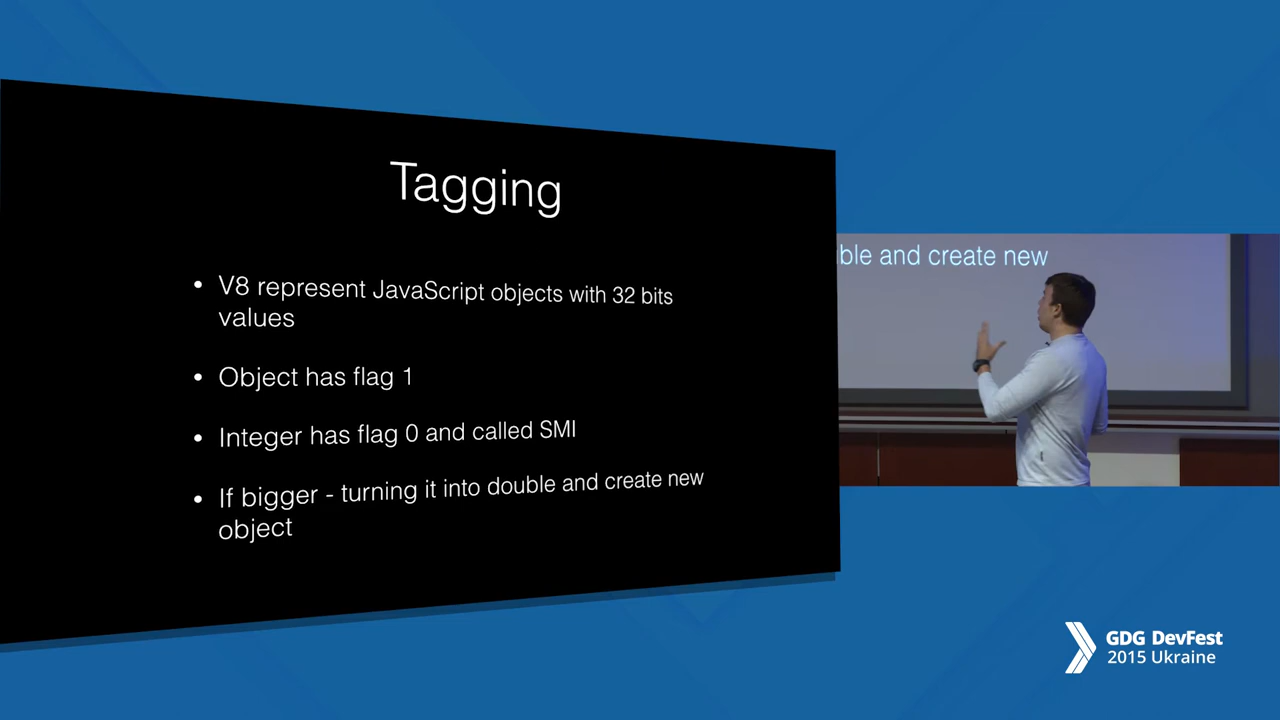 Tagging
• V8 represent JavaScript objects with 32 bits
values
• Object has flag 1
• Integer has flag 0 and called SMI
• If bigger - turning it into double and create new
object
ble and create new
GDG DevFest
2015 Ukraine